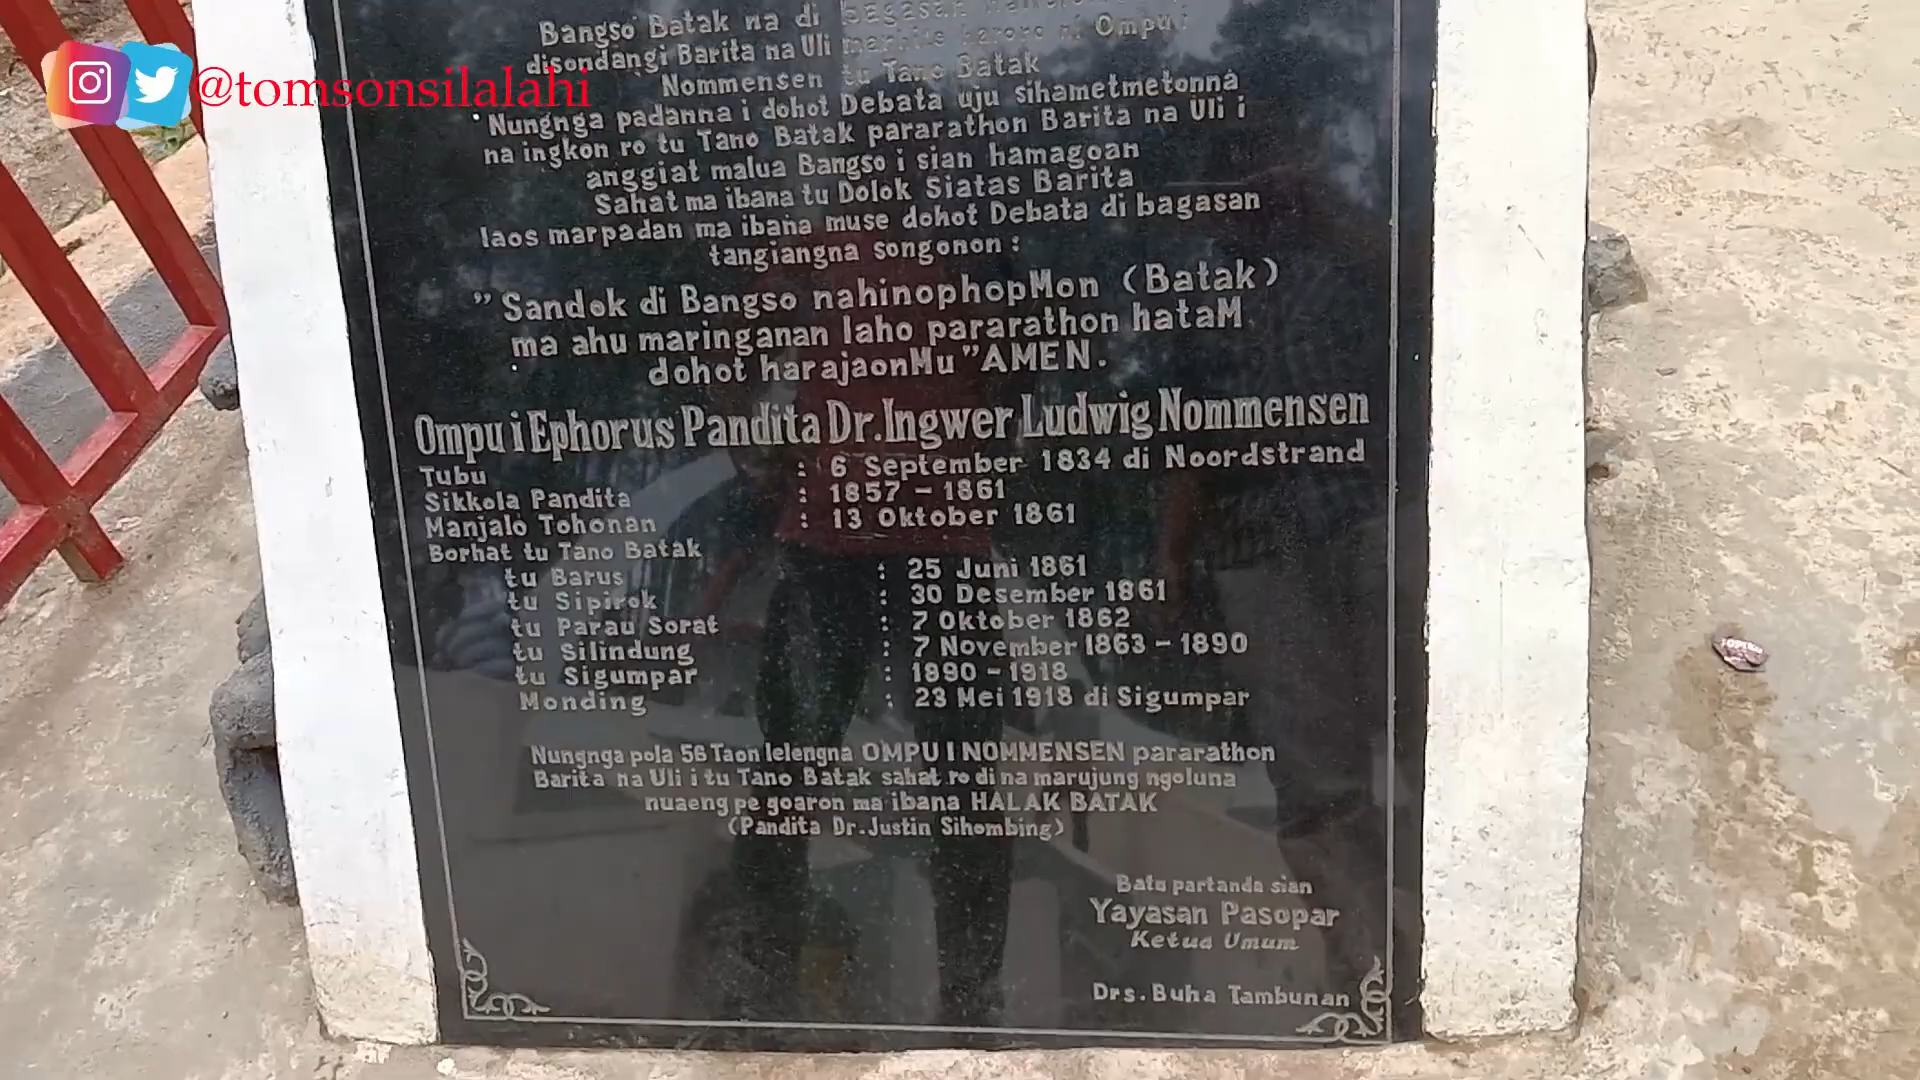 @tomsonsilalahi
Bangso Batak na di bagasan
disondangi Barita na Uli marhite haroro ni Ompu i
Nommensen tu Tano Batak
Nungnga padanna i dohot Debata uju sihametmetonna
na ingkon ro tu Tano Batak pararathon Barita na Uli i
anggiat malua Bangso i sian hamagoan
Sahat ma ibana tu Dolok Siatas Barita
laos marpadan ma ibana muse dohot Debata di bagasan
tangiangna songonon :
" Sandok di Bangso nahinophopMon (Batak)
ma ahu maringanan laho pararathon hataM
dohot harajaonMu " AMEN.
Ompu i Ephorus Pandita Dr. Ingwer Ludwig Nommensen
Tubu : 6 September 1834 di Noordstrand
Sikkola Pandita : 1857 - 1861
Manjalo Tohonan : 13 Oktober 1861
Borhat tu Tano Batak
tu Barus : 25 Juni 1861
tu Sipirok : 30 Desember 1861
tu Parau Sorat : 7 Oktober 1862
tu Silindung : 7 November 1863 - 1890
tu Sigumpar : 1890 - 1918
Monding : 23 Mei 1918 di Sigumpar
Nungnga pola 56 Taon lelengna OMPU I NOMMENSEN pararathon
Barita na Uli i tu Tano Batak sahat ro di na marujung ngoluna
nuaeng pe goaron ma ibana HALAK BATAK
(Pandita Dr. Justin Sihombing)
Batu partanda sian
Yayasan Pasopar
Ketua Umum
Drs. Buha Tambunan